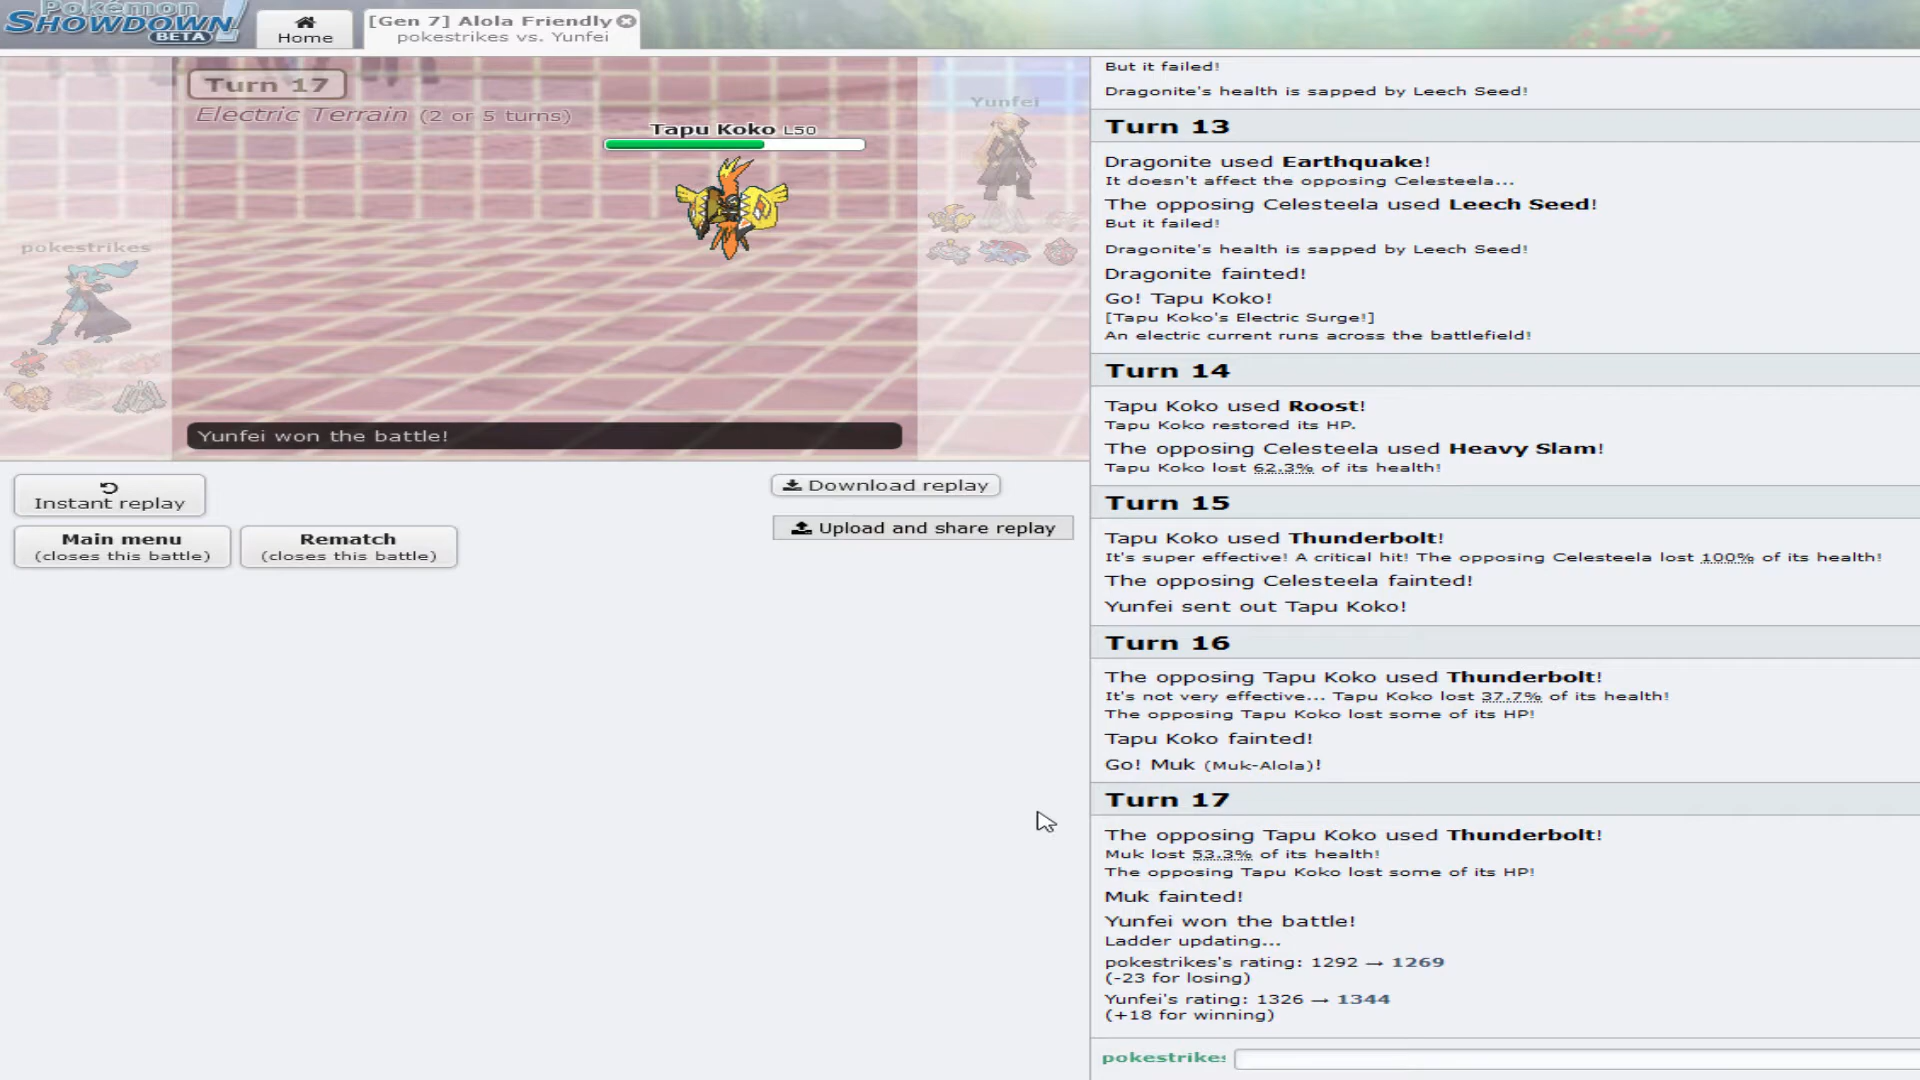 Pokémon
SHOWDOWN!
BETA
Home
[Gen 7] Alola Friendly
pokestrikes vs. Yunfei
Turn 17
Electric Terrain (2 or 5 turns)
Tapu Koko L50
Yunfei
pokestrikes
Yunfei won the battle!
Instant replay
Download replay
Upload and share replay
Main menu
(closes this battle)
Rematch
(closes this battle)
But it failed!
Dragonite's health is sapped by Leech Seed!
Turn 13
Dragonite used Earthquake!
It doesn't affect the opposing Celesteela...
The opposing Celesteela used Leech Seed!
But it failed!
Dragonite's health is sapped by Leech Seed!
Dragonite fainted!
Go! Tapu Koko!
[Tapu Koko's Electric Surge!]
An electric current runs across the battlefield!
Turn 14
Tapu Koko used Roost!
Tapu Koko restored its HP.
The opposing Celesteela used Heavy Slam!
Tapu Koko lost 62.3% of its health!
Turn 15
Tapu Koko used Thunderbolt!
It's super effective! A critical hit! The opposing Celesteela lost 100% of its health!
The opposing Celesteela fainted!
Yunfei sent out Tapu Koko!
Turn 16
The opposing Tapu Koko used Thunderbolt!
It's not very effective... Tapu Koko lost 37.7% of its health!
The opposing Tapu Koko lost some of its HP!
Tapu Koko fainted!
Go! Muk (Muk-Alola)!
Turn 17
The opposing Tapu Koko used Thunderbolt!
Muk lost 53.3% of its health!
The opposing Tapu Koko lost some of its HP!
Muk fainted!
Yunfei won the battle!
Ladder updating...
pokestrikes's rating: 1292 → 1269
(-23 for losing)
Yunfei's rating: 1326 → 1344
(+18 for winning)
pokestrikes: